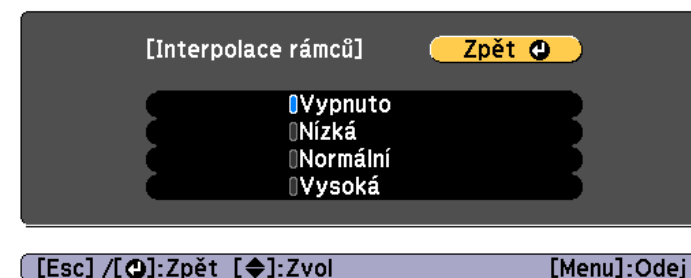 [Interpolace rámců] Zpět
Vypnuto
Nízká
Normální
Vysoká
[Esc] /[ ]:Zpět [ ]:Zvol [Menu]:Odej